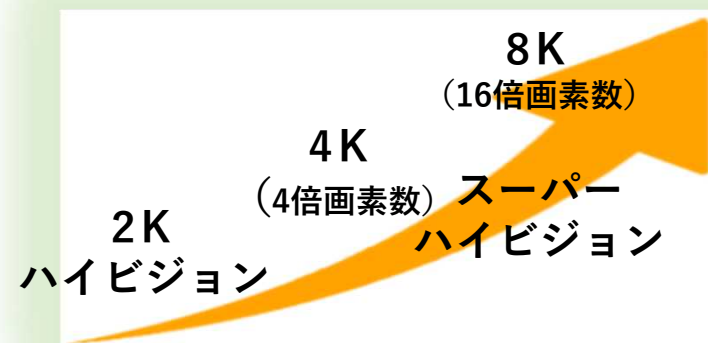 8K
（16倍画素数）
4K
（4倍画素数）
スーパー
ハイビジョン
2K
ハイビジョン